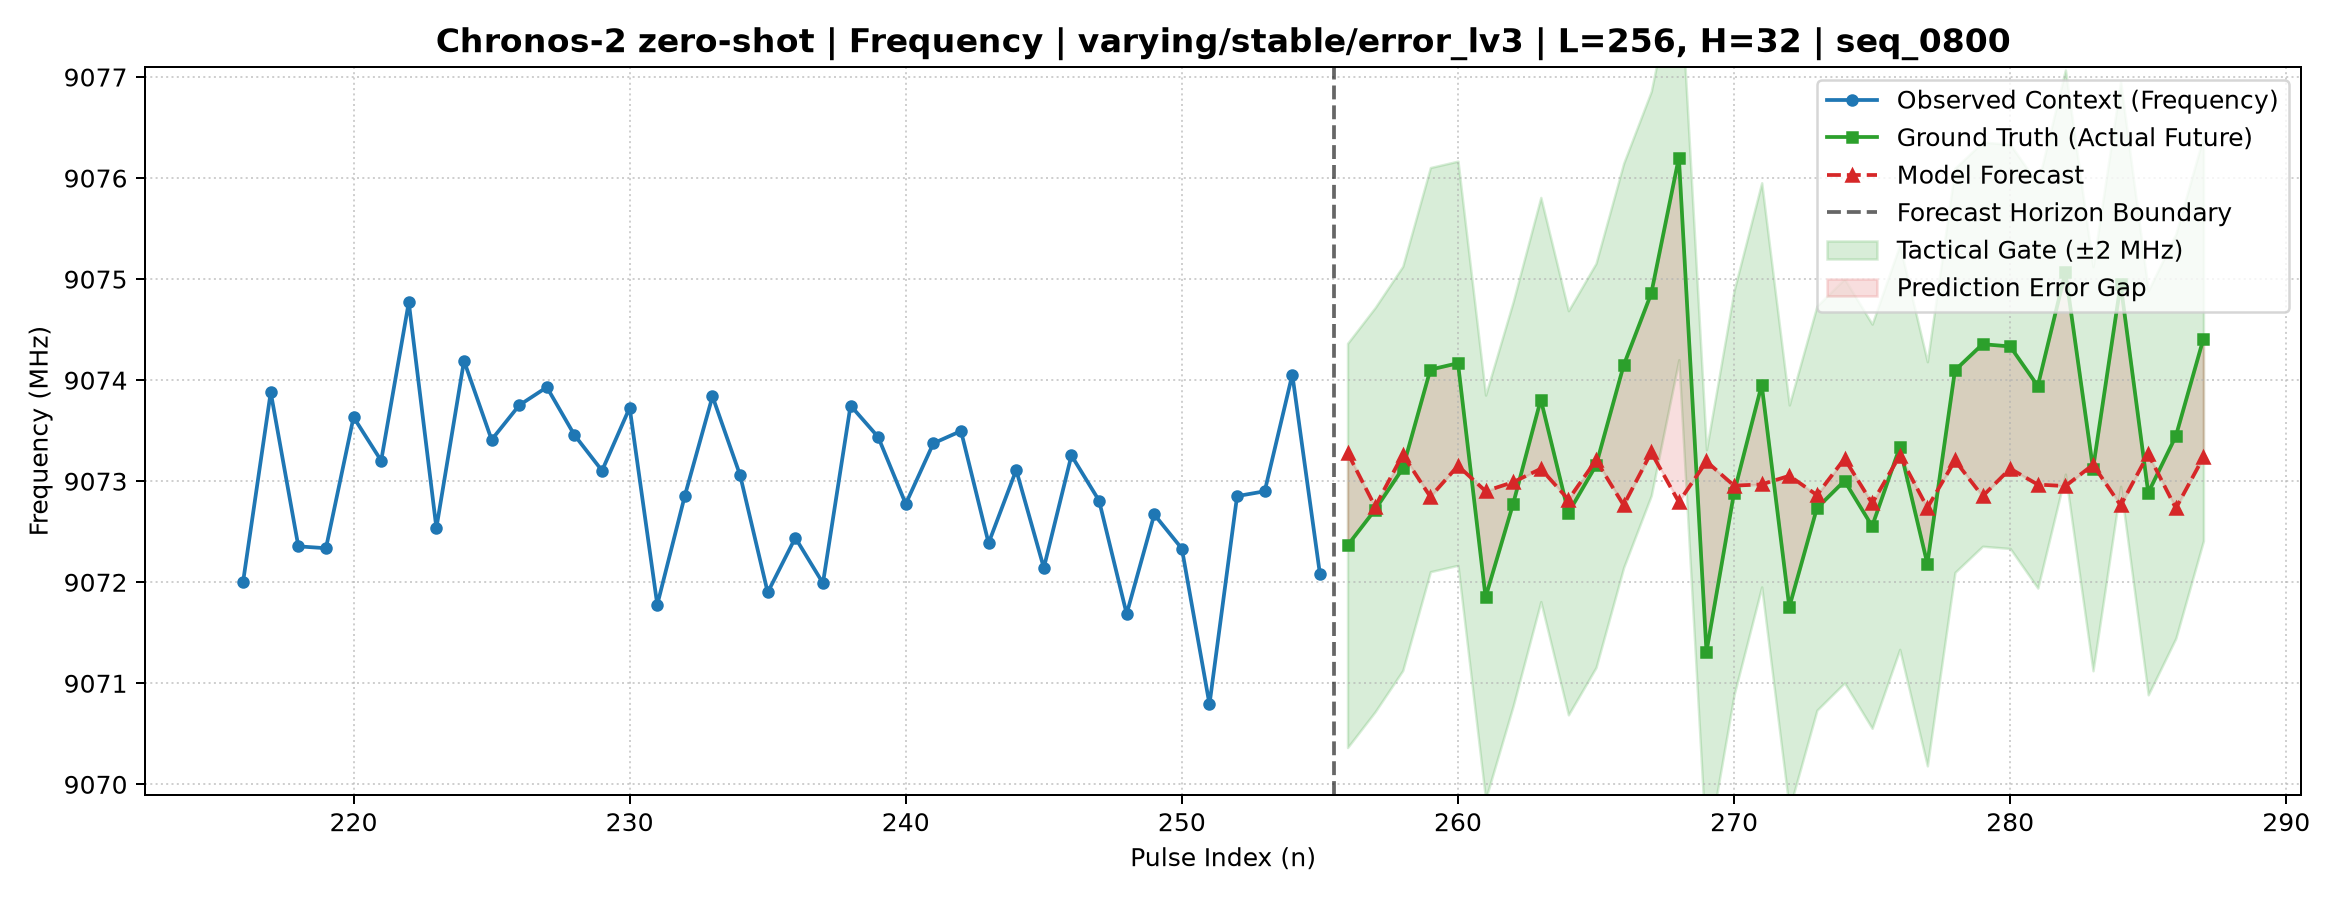 Chronos-2 zero-shot | Frequency | varying/stable/error_lv3 | L=256, H=32 | seq_0800
Frequency (MHz)
9077
9076
9075
9074
9073
9072
9071
9070
Observed Context (Frequency)
Ground Truth (Actual Future)
Model Forecast
Forecast Horizon Boundary
Tactical Gate (±2 MHz)
Prediction Error Gap
220 230 240 250 260 270 280 290
Pulse Index (n)